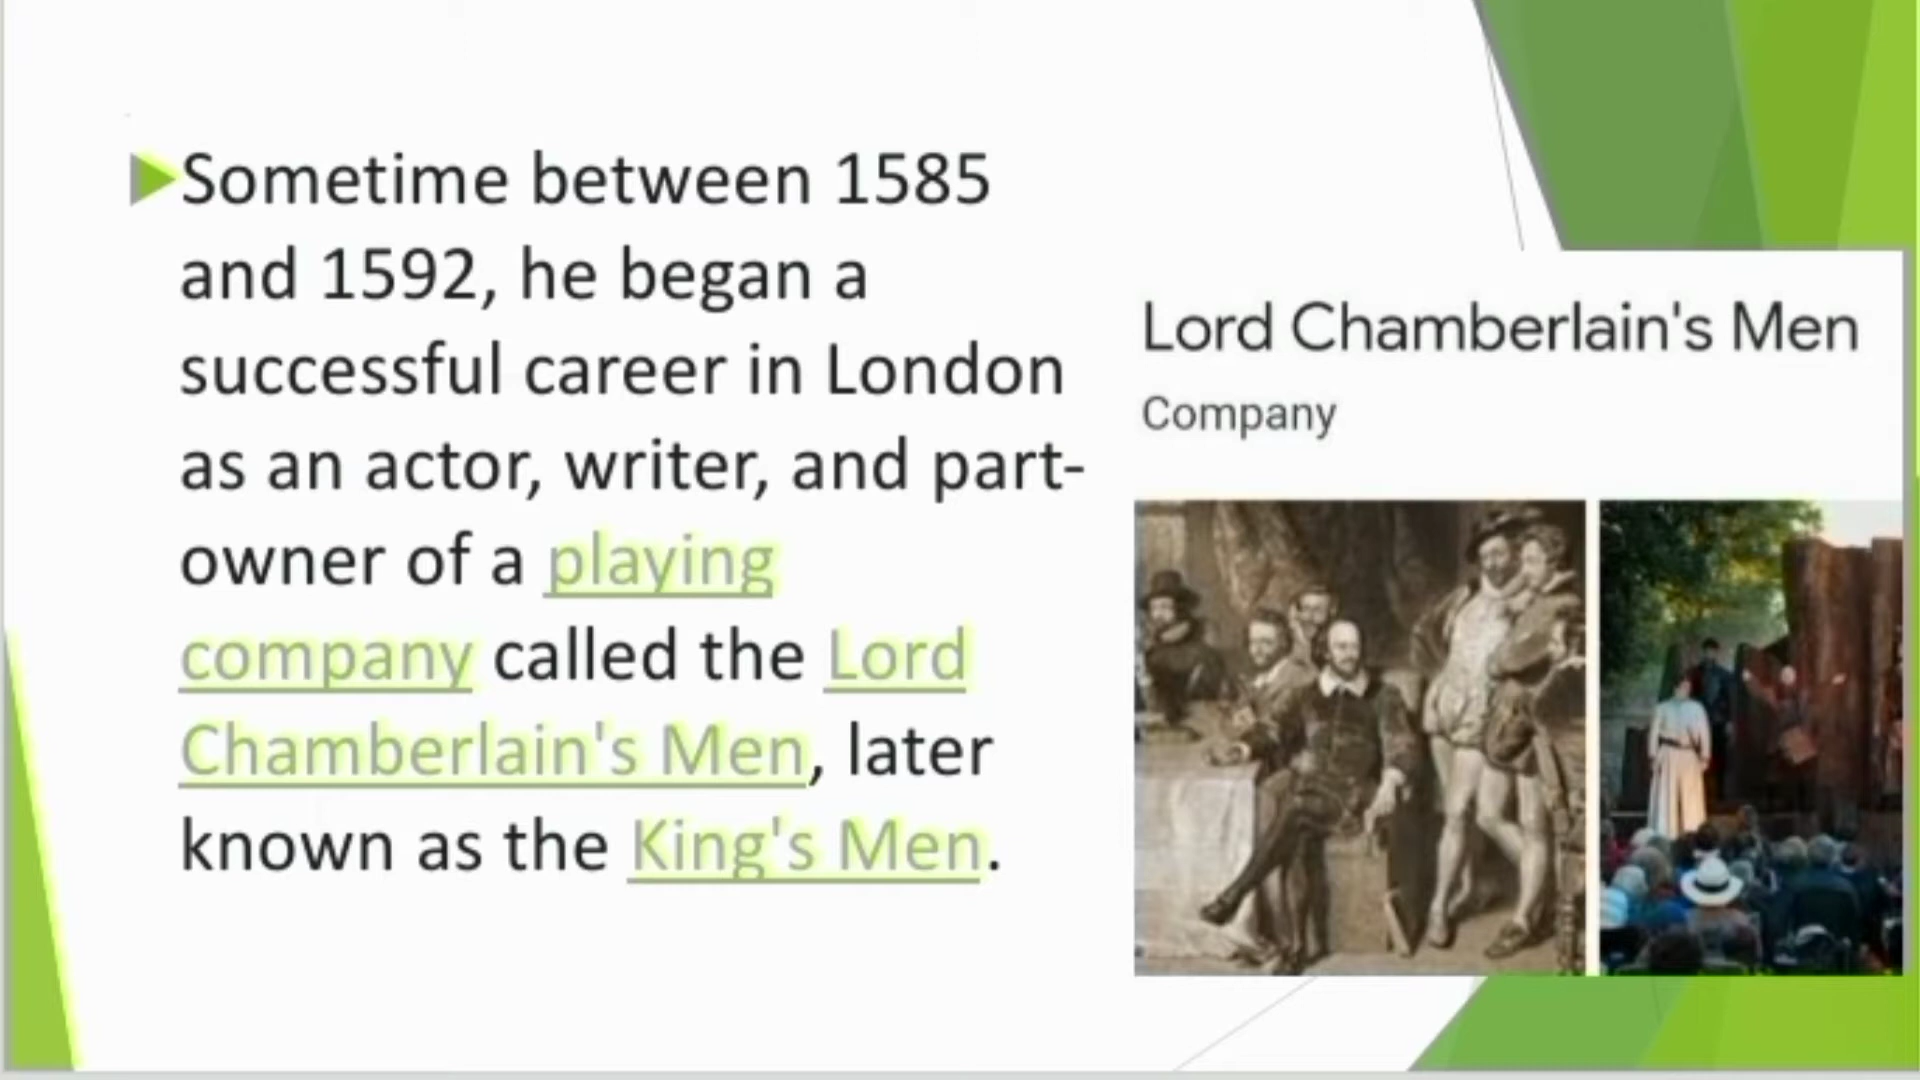 Sometime between 1585
and 1592, he began a
successful career in London
as an actor, writer, and part-
owner of a playing
company called the Lord
Chamberlain's Men, later
known as the King's Men.
Lord Chamberlain's Men
Company